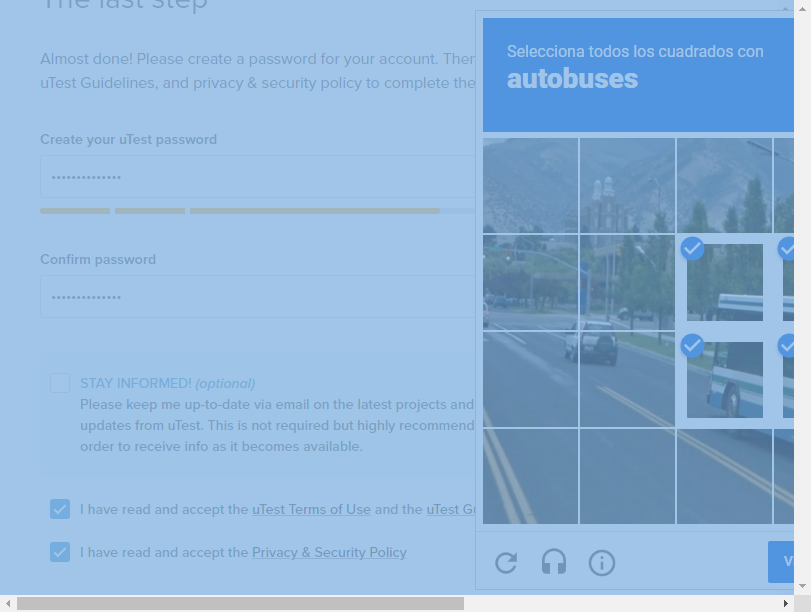 The last step
Almost done! Please create a password for your account. Then
uTest Guidelines, and privacy & security policy to complete the
Create your uTest password
Confirm password
STAY INFORMED! (optional)
Please keep me up-to-date via email on the latest projects and
updates from uTest. This is not required but highly recommend
order to receive info as it becomes available.
I have read and accept the uTest Terms of Use and the uTest Gu
I have read and accept the Privacy & Security Policy
Selecciona todos los cuadrados con
autobuses
V